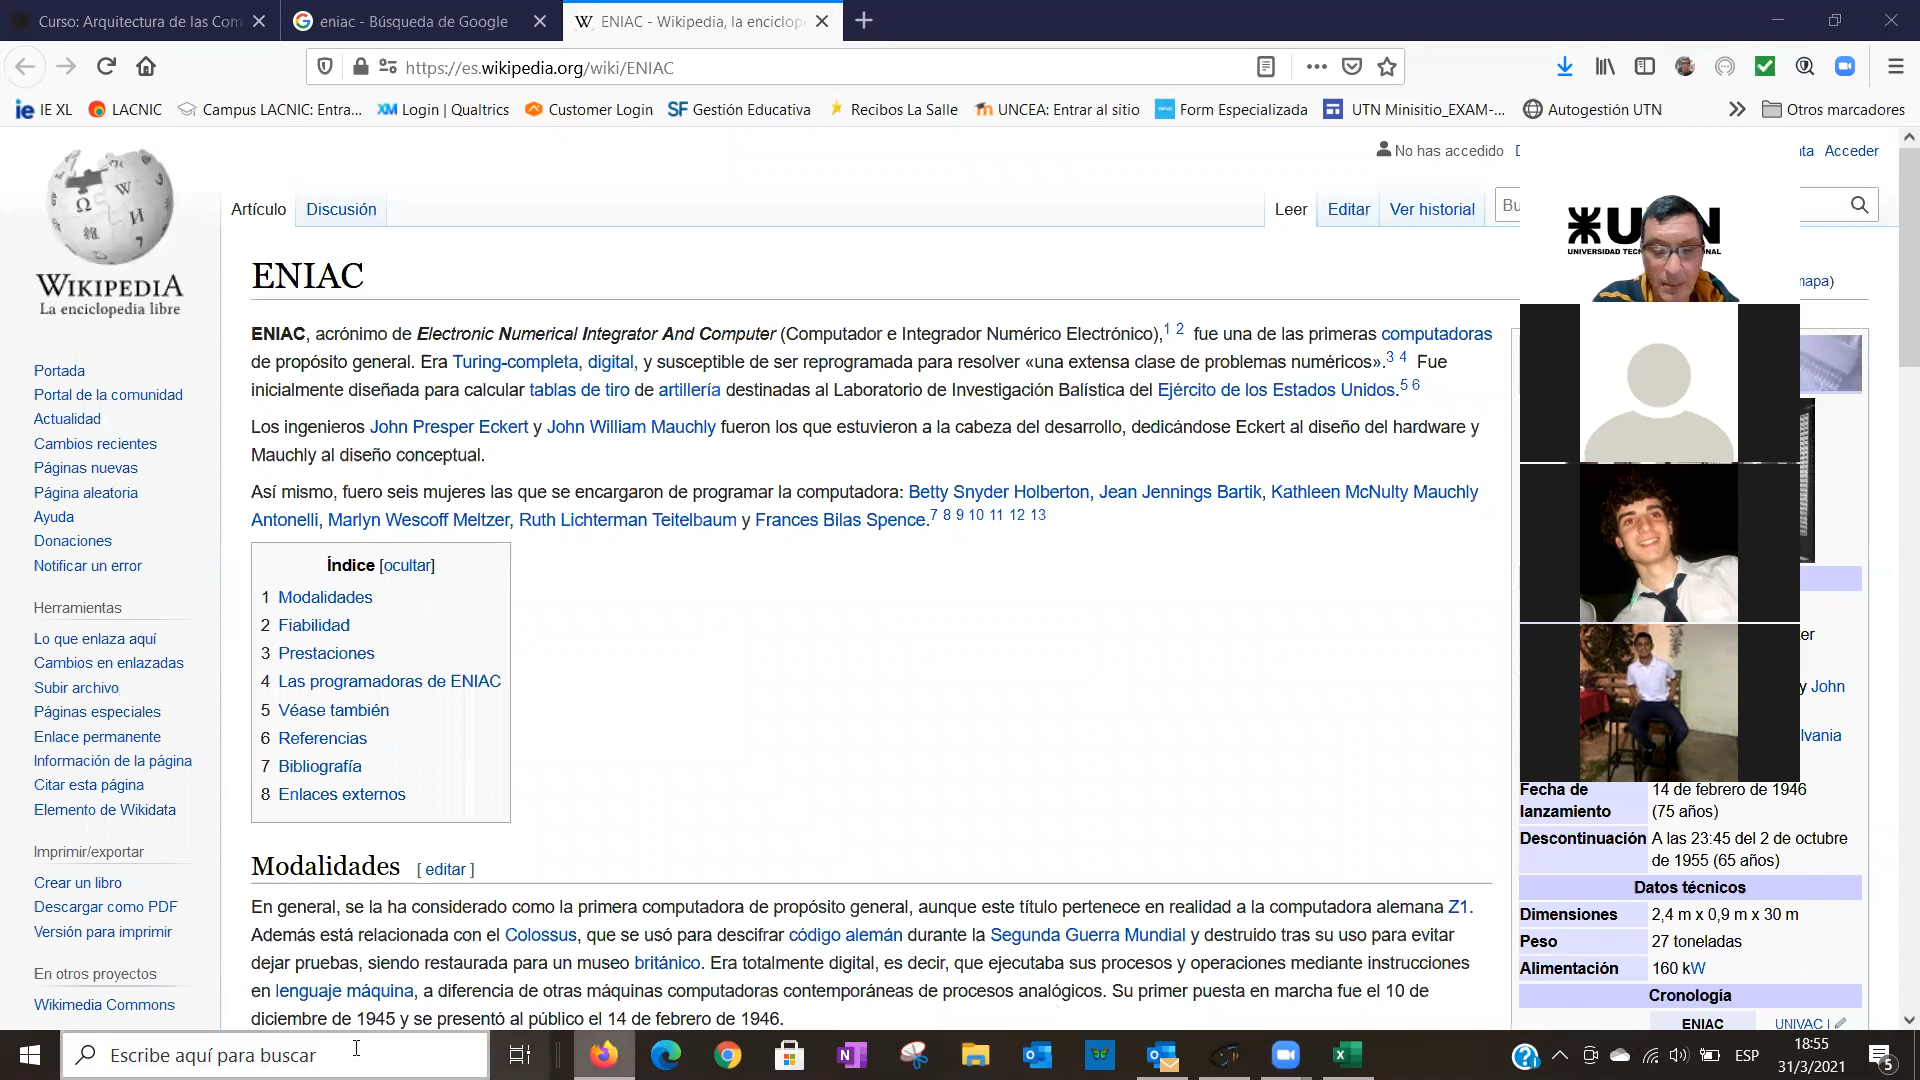 Curso: Arquitectura de las Com
eniac - Búsqueda de Google
ENIAC - Wikipedia, la enciclop
https://es.wikipedia.org/wiki/ENIAC
IE XL
LACNIC
Campus LACNIC: Entra...
Login | Qualtrics
Customer Login
Gestión Educativa
Recibos La Salle
UNCEA: Entrar al sitio
Form Especializada
UTN Minisitio_EXAM-...
Autogestión UTN
Otros marcadores
No has accedido
Acceder
WIKIPEDIA
La enciclopedia libre
Artículo
Discusión
Leer
Editar
Ver historial
Bu
ENIAC
mapa)
ENIAC, acrónimo de Electronic Numerical Integrator And Computer (Computador e Integrador Numérico Electrónico),1 2 fue una de las primeras computadoras
de propósito general. Era Turing-completa, digital, y susceptible de ser reprogramada para resolver «una extensa clase de problemas numéricos».3 4 Fue
inicialmente diseñada para calcular tablas de tiro de artillería destinadas al Laboratorio de Investigación Balística del Ejército de los Estados Unidos.5 6
Los ingenieros John Presper Eckert y John William Mauchly fueron los que estuvieron a la cabeza del desarrollo, dedicándose Eckert al diseño del hardware y
Mauchly al diseño conceptual.
Así mismo, fuero seis mujeres las que se encargaron de programar la computadora: Betty Snyder Holberton, Jean Jennings Bartik, Kathleen McNulty Mauchly
Antonelli, Marlyn Wescoff Meltzer, Ruth Lichterman Teitelbaum y Frances Bilas Spence.7 8 9 10 11 12 13
Índice [ocultar]
1 Modalidades
2 Fiabilidad
3 Prestaciones
4 Las programadoras de ENIAC
5 Véase también
6 Referencias
7 Bibliografía
8 Enlaces externos
Modalidades [ editar ]
En general, se la ha considerado como la primera computadora de propósito general, aunque este título pertenece en realidad a la computadora alemana Z1.
Además está relacionada con el Colossus, que se usó para descifrar código alemán durante la Segunda Guerra Mundial y destruido tras su uso para evitar
dejar pruebas, siendo restaurada para un museo británico. Era totalmente digital, es decir, que ejecutaba sus procesos y operaciones mediante instrucciones
en lenguaje máquina, a diferencia de otras máquinas computadoras contemporáneas de procesos analógicos. Su primer puesta en marcha fue el 10 de
diciembre de 1945 y se presentó al público el 14 de febrero de 1946.
Portada
Portal de la comunidad
Actualidad
Cambios recientes
Páginas nuevas
Página aleatoria
Ayuda
Donaciones
Notificar un error
Herramientas
Lo que enlaza aquí
Cambios en enlazadas
Subir archivo
Páginas especiales
Enlace permanente
Información de la página
Citar esta página
Elemento de Wikidata
Imprimir/exportar
Crear un libro
Descargar como PDF
Versión para imprimir
En otros proyectos
Wikimedia Commons
y John
lvania
Fecha de lanzamiento
14 de febrero de 1946
(75 años)
Descontinuación
A las 23:45 del 2 de octubre
de 1955 (65 años)
Datos técnicos
Dimensiones 2,4 m x 0,9 m x 30 m
Peso 27 toneladas
Alimentación 160 kW
Cronología
ENIAC
UNIVAC I
Escribe aquí para buscar
ESP
18:55
31/3/2021
5